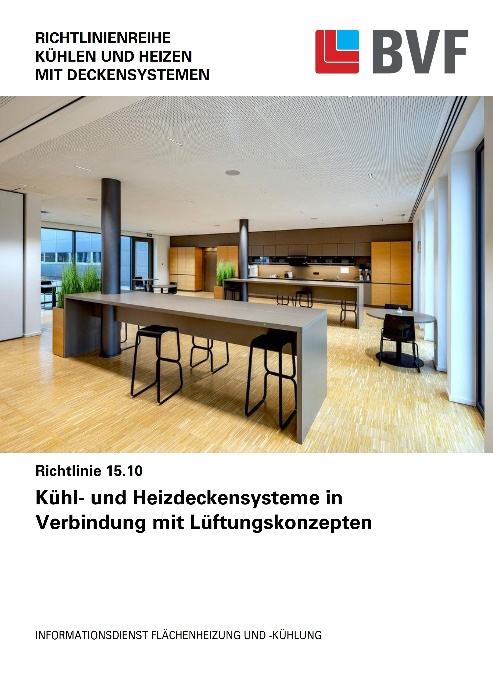 RICHTLINIENREIHE
KÜHLEN UND HEIZEN
MIT DECKENSYSTEMEN
BVF
Richtlinie 15.10
Kühl- und Heizdeckensysteme in
Verbindung mit Lüftungskonzepten
INFORMATIONSDIENST FLÄCHENHEIZUNG UND -KÜHLUNG